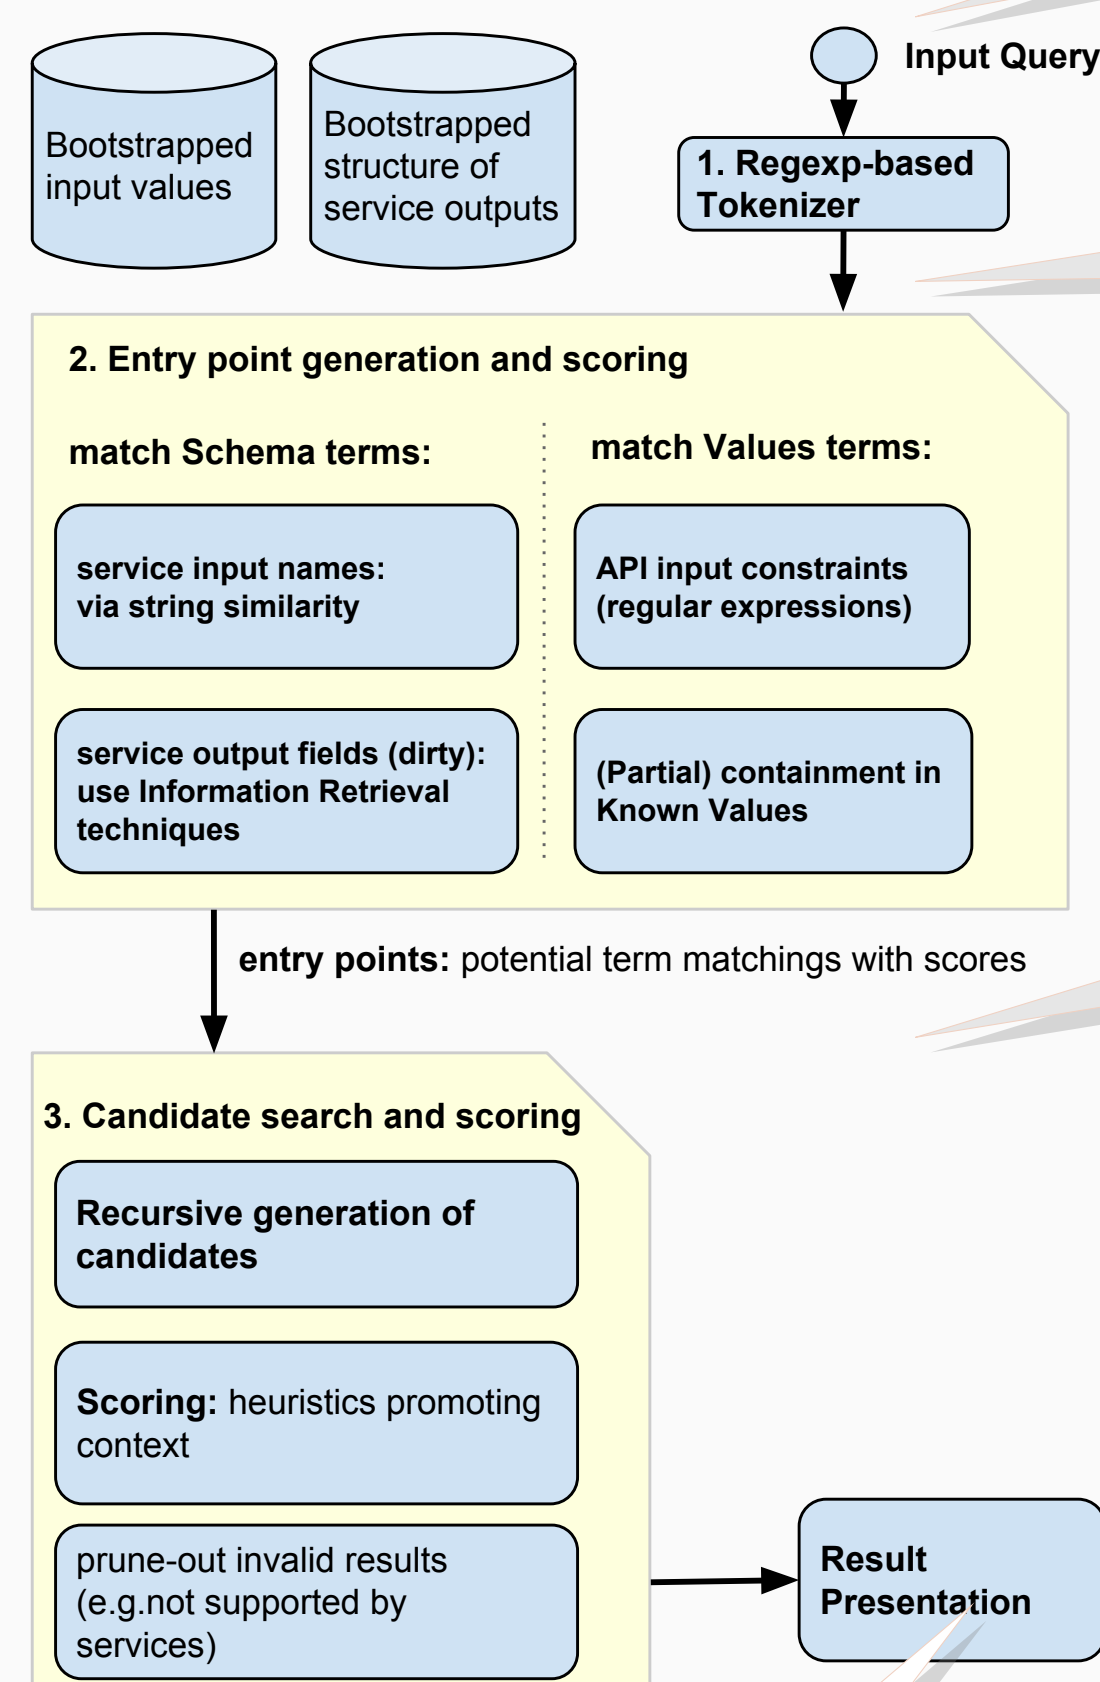 Bootstrapped
input values
Bootstrapped
structure of
service outputs
Input Query
1. Regexp-based
Tokenizer
2. Entry point generation and scoring
match Schema terms:
match Values terms:
service input names:
via string similarity
API input constraints
(regular expressions)
service output fields (dirty):
use Information Retrieval
techniques
(Partial) containment in
Known Values
entry points: potential term matchings with scores
3. Candidate search and scoring
Recursive generation of
candidates
Scoring: heuristics promoting
context
prune-out invalid results
(e.g.not supported by
services)
Result
Presentation